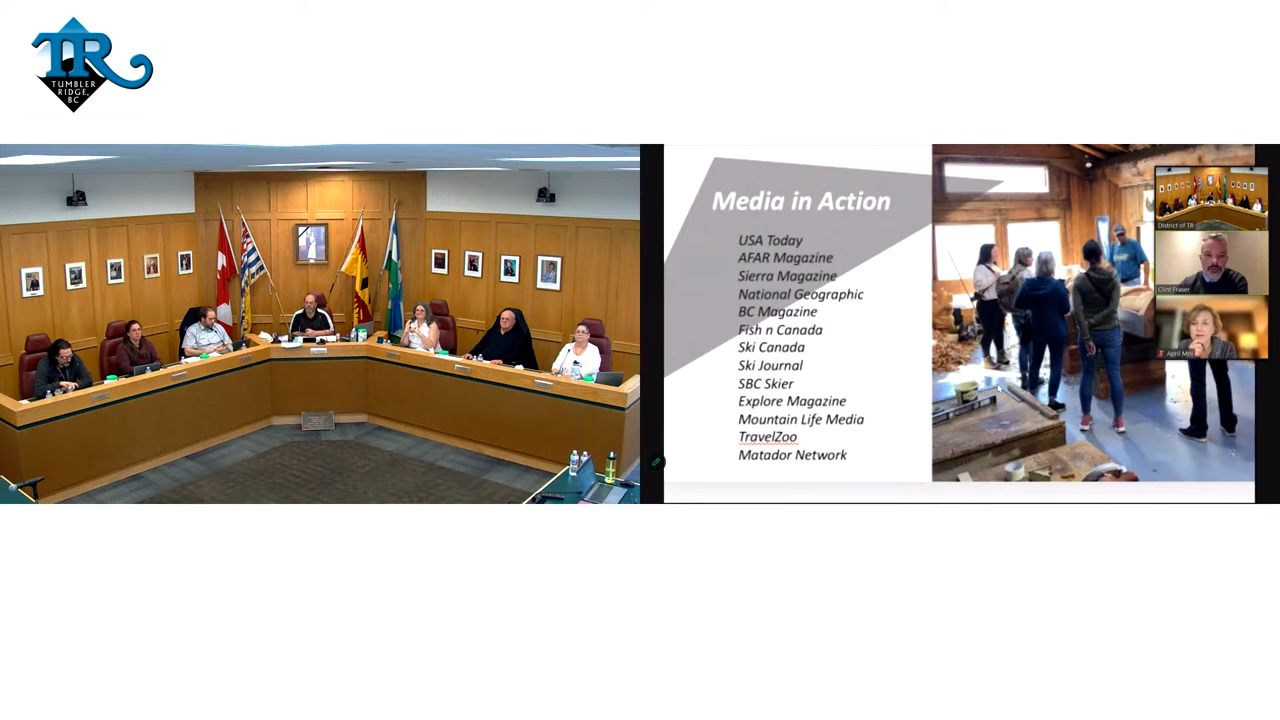 TR
TUMBLER
RIDGE,
BC
Media in Action
USA Today
AFAR Magazine
Sierra Magazine
National Geographic
BC Magazine
Fish n Canada
Ski Canada
Ski Journal
SBC Skier
Explore Magazine
Mountain Life Media
TravelZoo
Matador Network
District of TR
Clint Fraser
April Moi